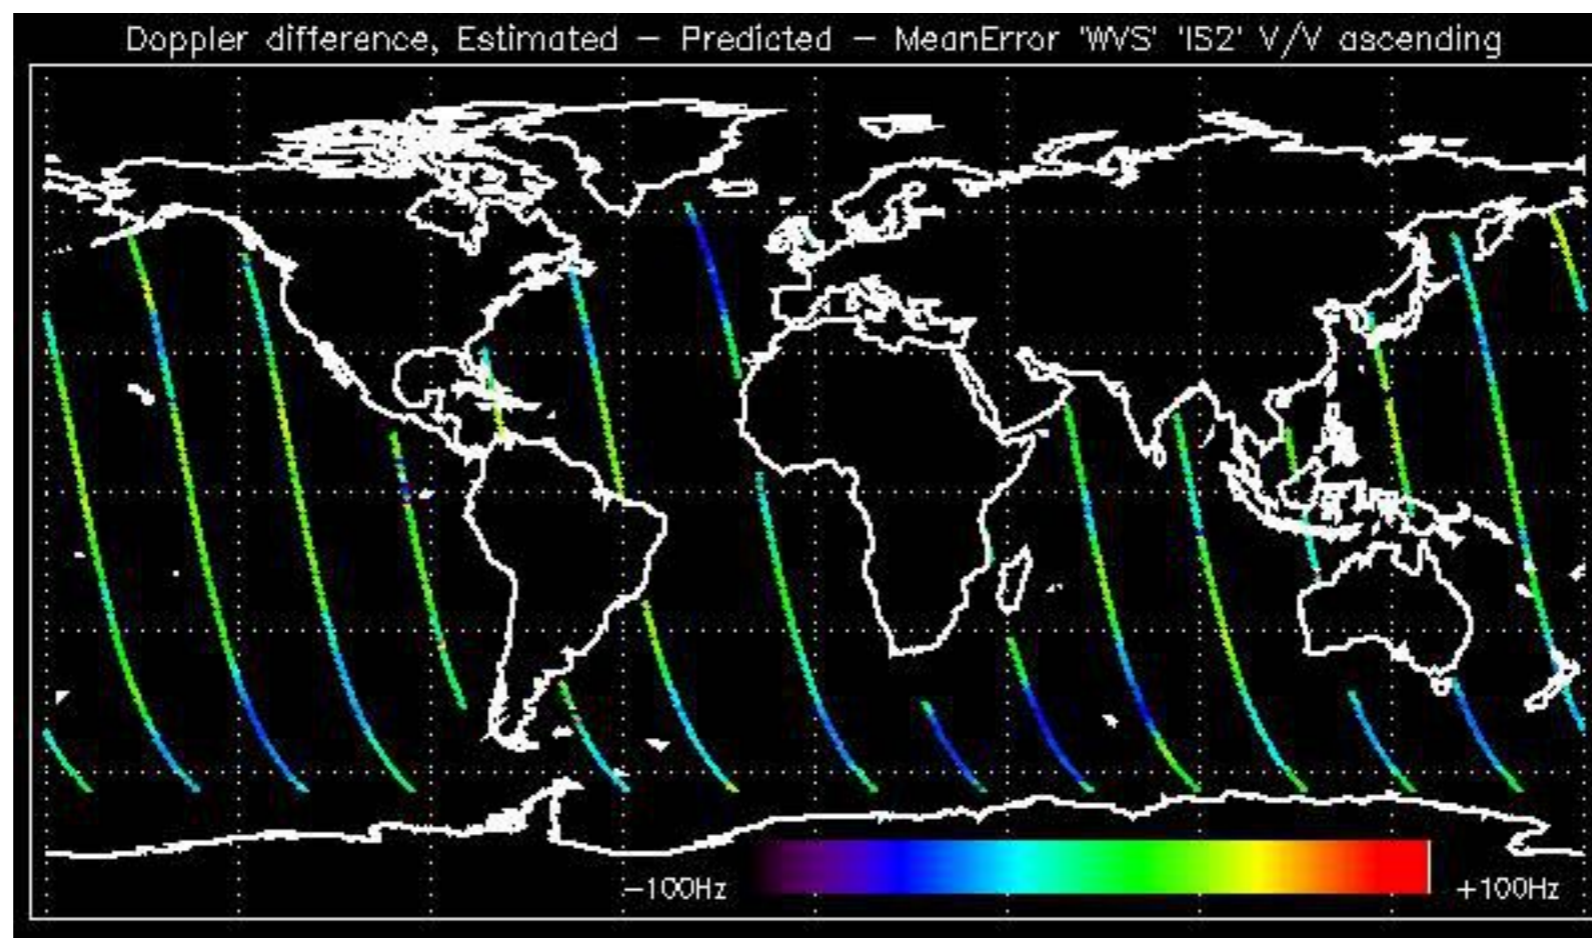 Doppler difference, Estimated – Predicted – MeanError 'WVS' 'IS2' V/V ascending
−100Hz
+100Hz